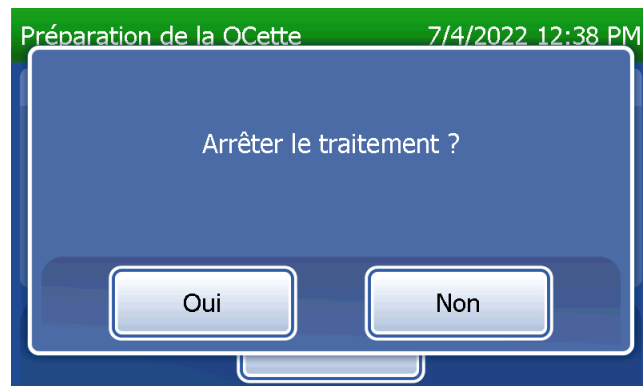 Préparation de la QCette
7/4/2022 12:38 PM
Arrêter le traitement ?
Oui
Non